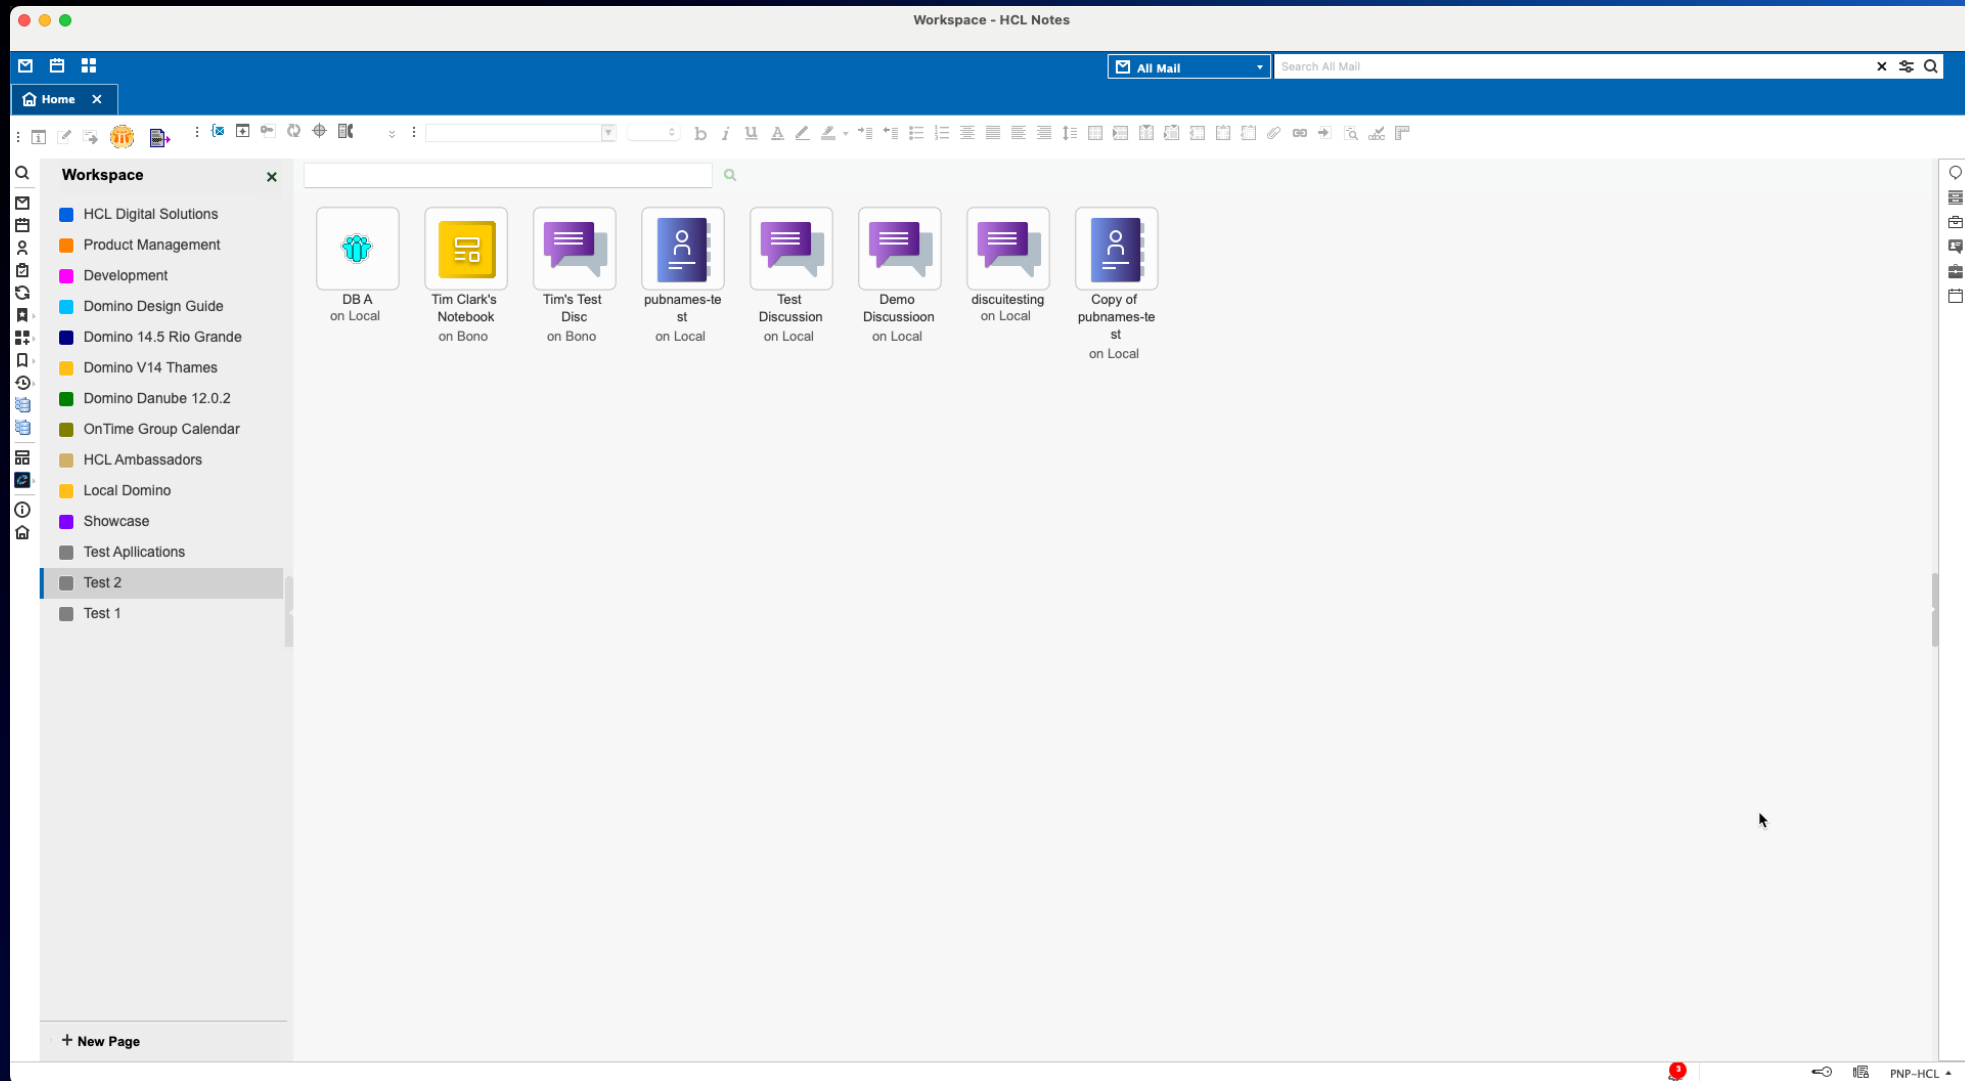 Workspace - HCL Notes
All Mail
Search All Mail
Home
Workspace
HCL Digital Solutions
Product Management
Development
Domino Design Guide
Domino 14.5 Rio Grande
Domino V14 Thames
Domino Danube 12.0.2
OnTime Group Calendar
HCL Ambassadors
Local Domino
Showcase
Test Apllications
Test 2
Test 1
New Page
DB A
on Local
Tim Clark's
Notebook
on Bono
Tim's Test
Disc
on Bono
pubnames-te
st
on Local
Test
Discussion
on Local
Demo
Discussioon
on Local
discuitesting
on Local
Copy of
pubnames-te
st
on Local
3
PNP-HCL